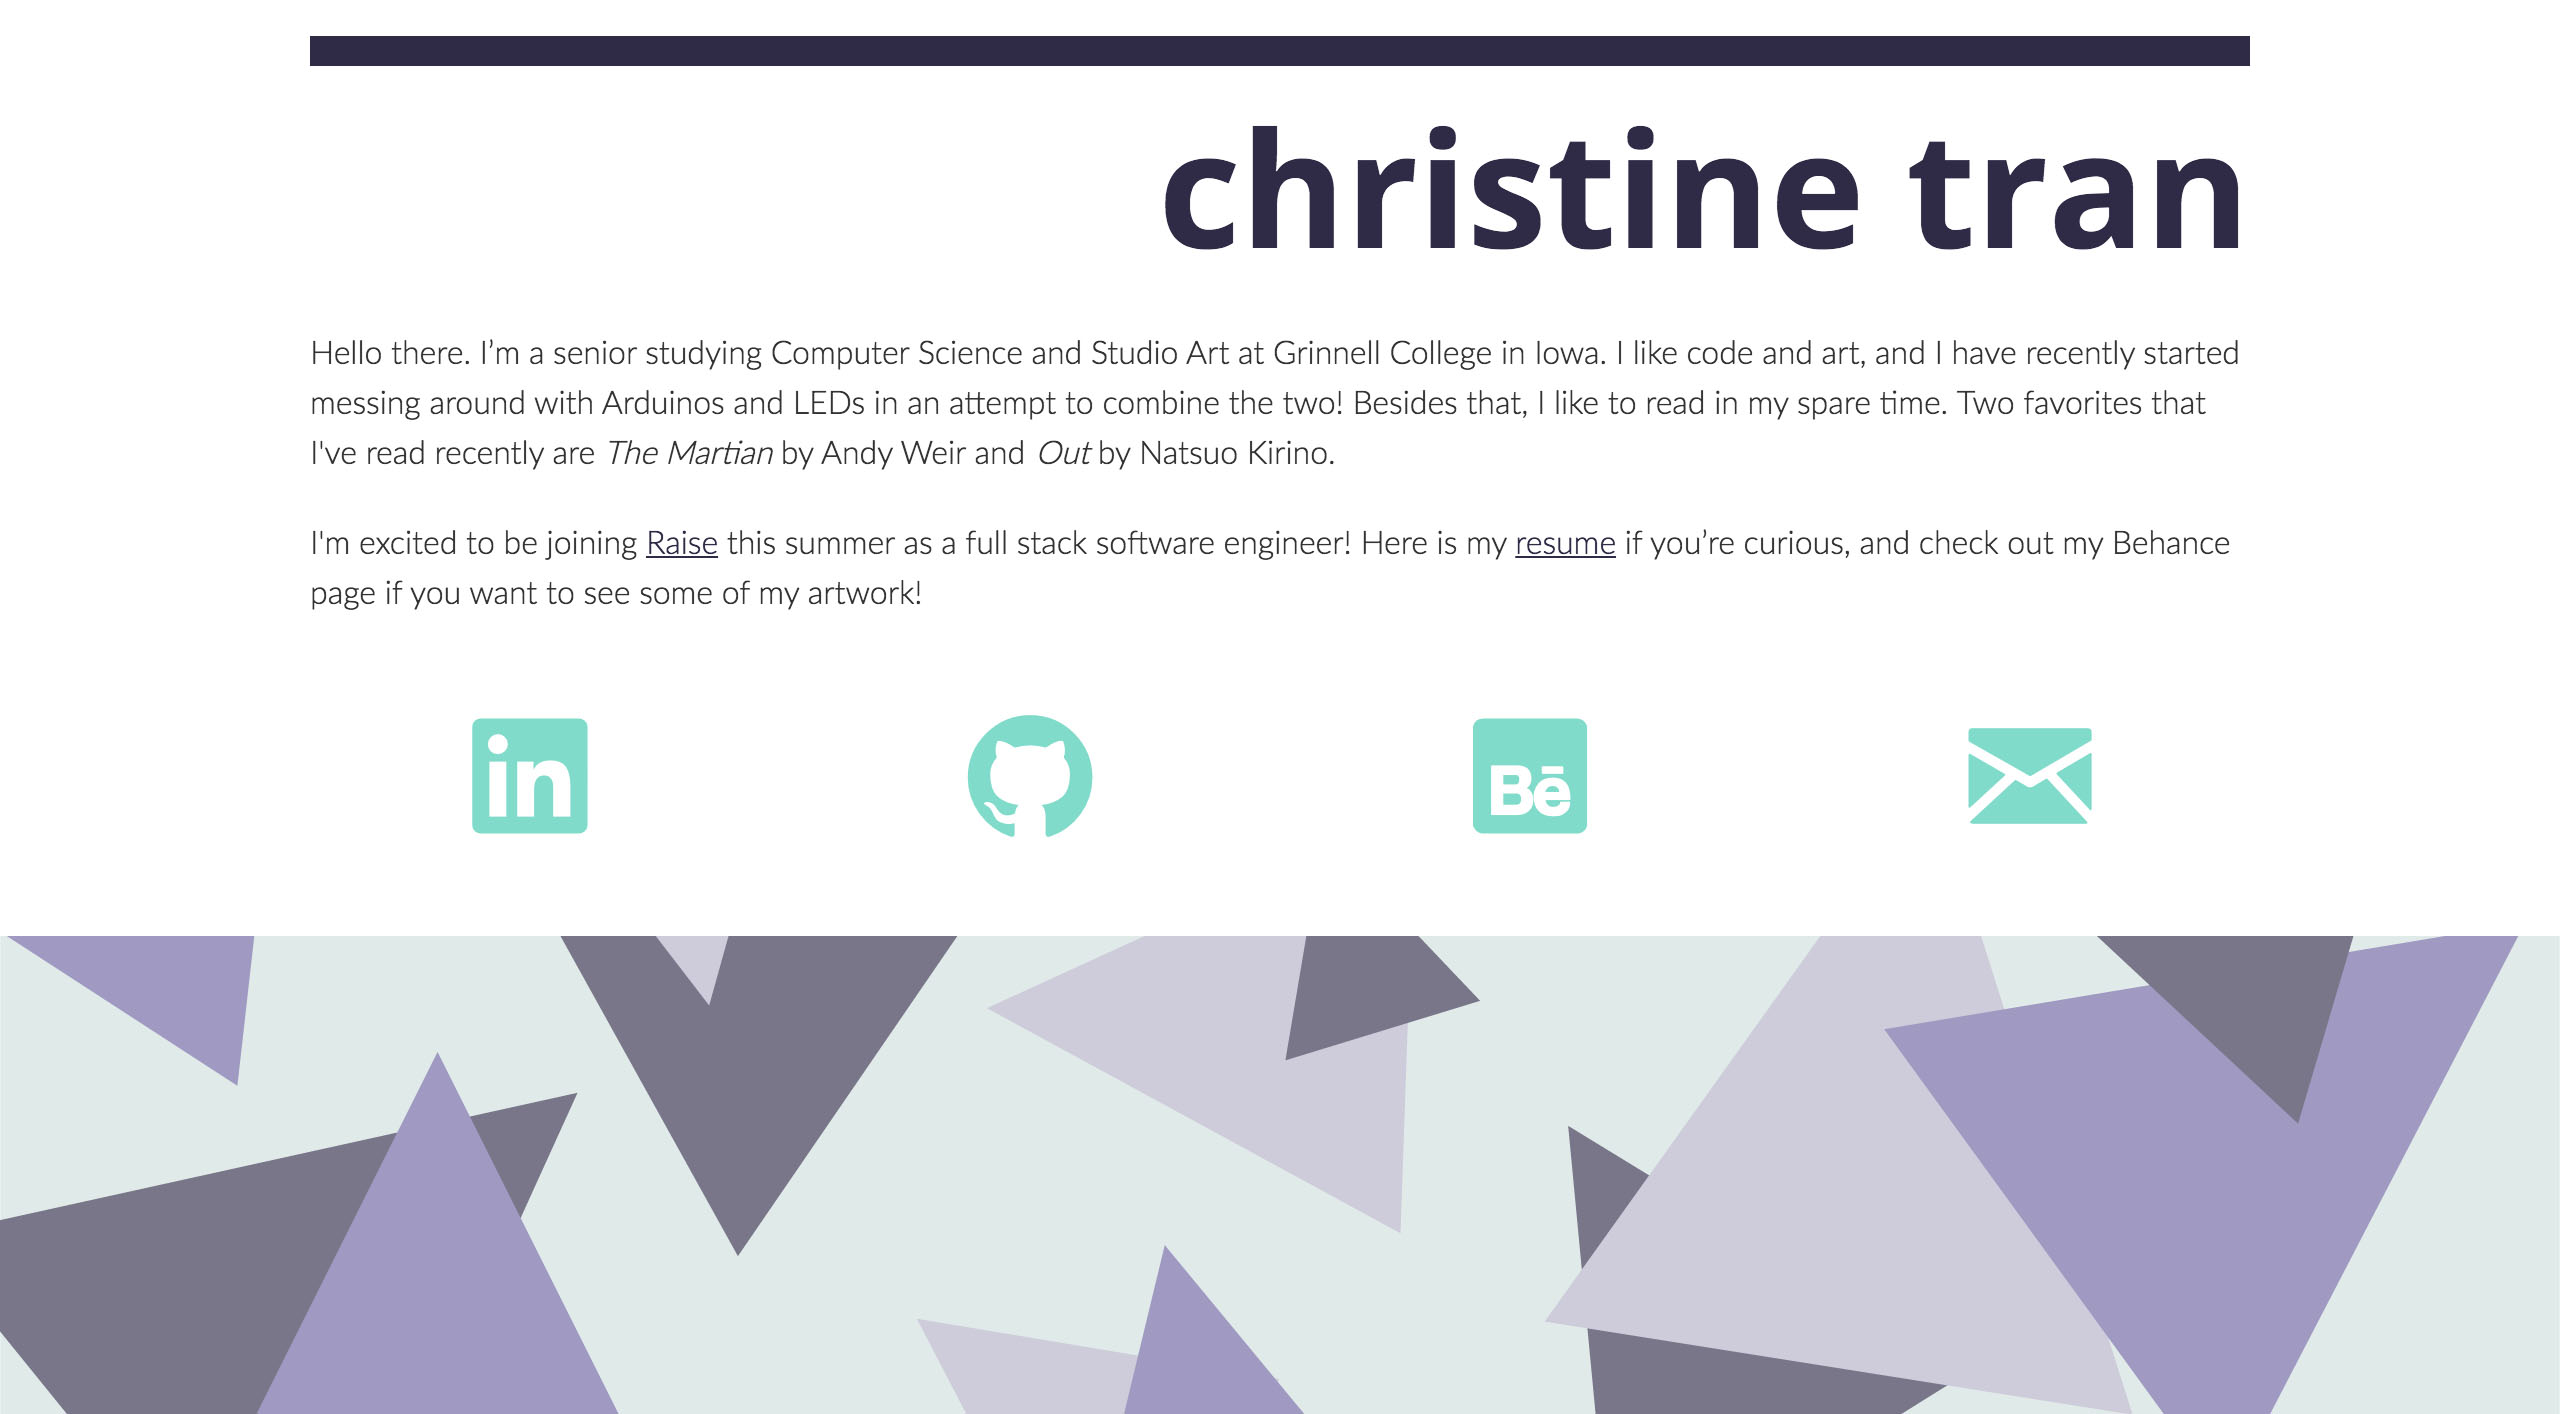 christine tran
Hello there. I’m a senior studying Computer Science and Studio Art at Grinnell College in Iowa. I like code and art, and I have recently started
messing around with Arduinos and LEDs in an attempt to combine the two! Besides that, I like to read in my spare time. Two favorites that
I've read recently are The Martian by Andy Weir and Out by Natsuo Kirino.
I'm excited to be joining Raise this summer as a full stack software engineer! Here is my resume if you’re curious, and check out my Behance
page if you want to see some of my artwork!
in
Bē